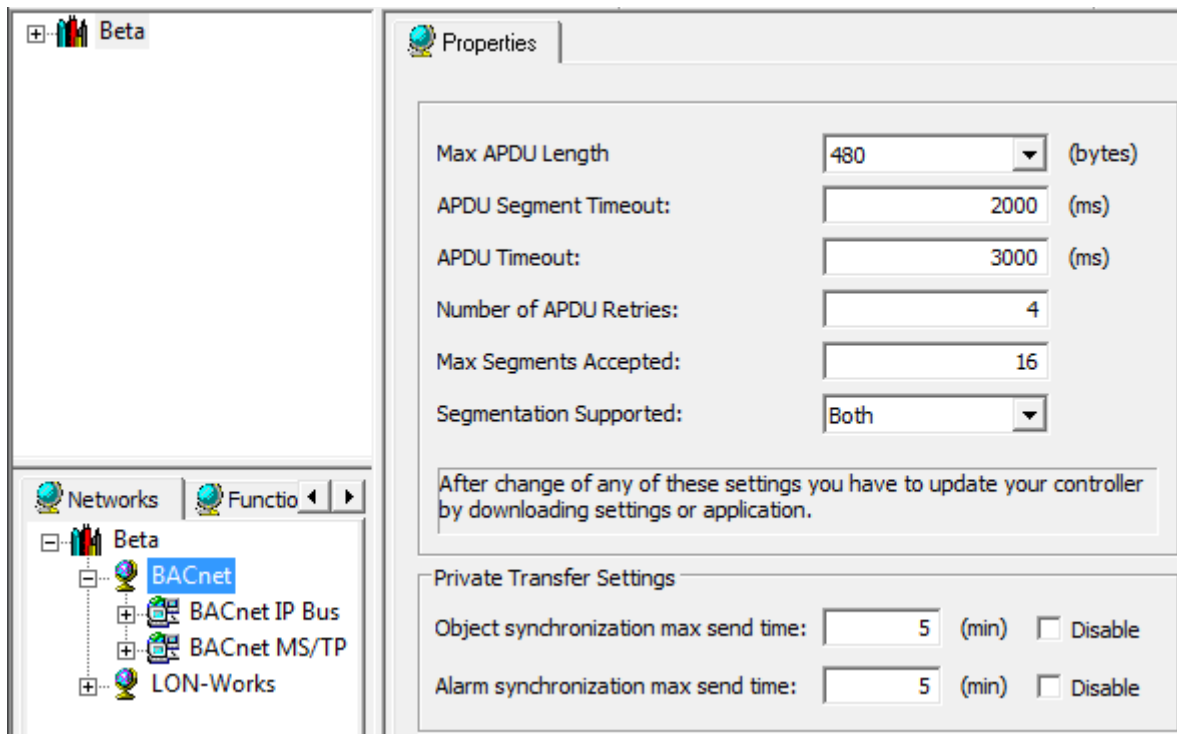 Beta
Networks
Functio
Beta
BACnet
BACnet IP Bus
BACnet MS/TP
LON-Works
Properties
Max APDU Length 480 (bytes)
APDU Segment Timeout: 2000 (ms)
APDU Timeout: 3000 (ms)
Number of APDU Retries: 4
Max Segments Accepted: 16
Segmentation Supported: Both
After change of any of these settings you have to update your controller
by downloading settings or application.
Private Transfer Settings
Object synchronization max send time: 5 (min) Disable
Alarm synchronization max send time: 5 (min) Disable